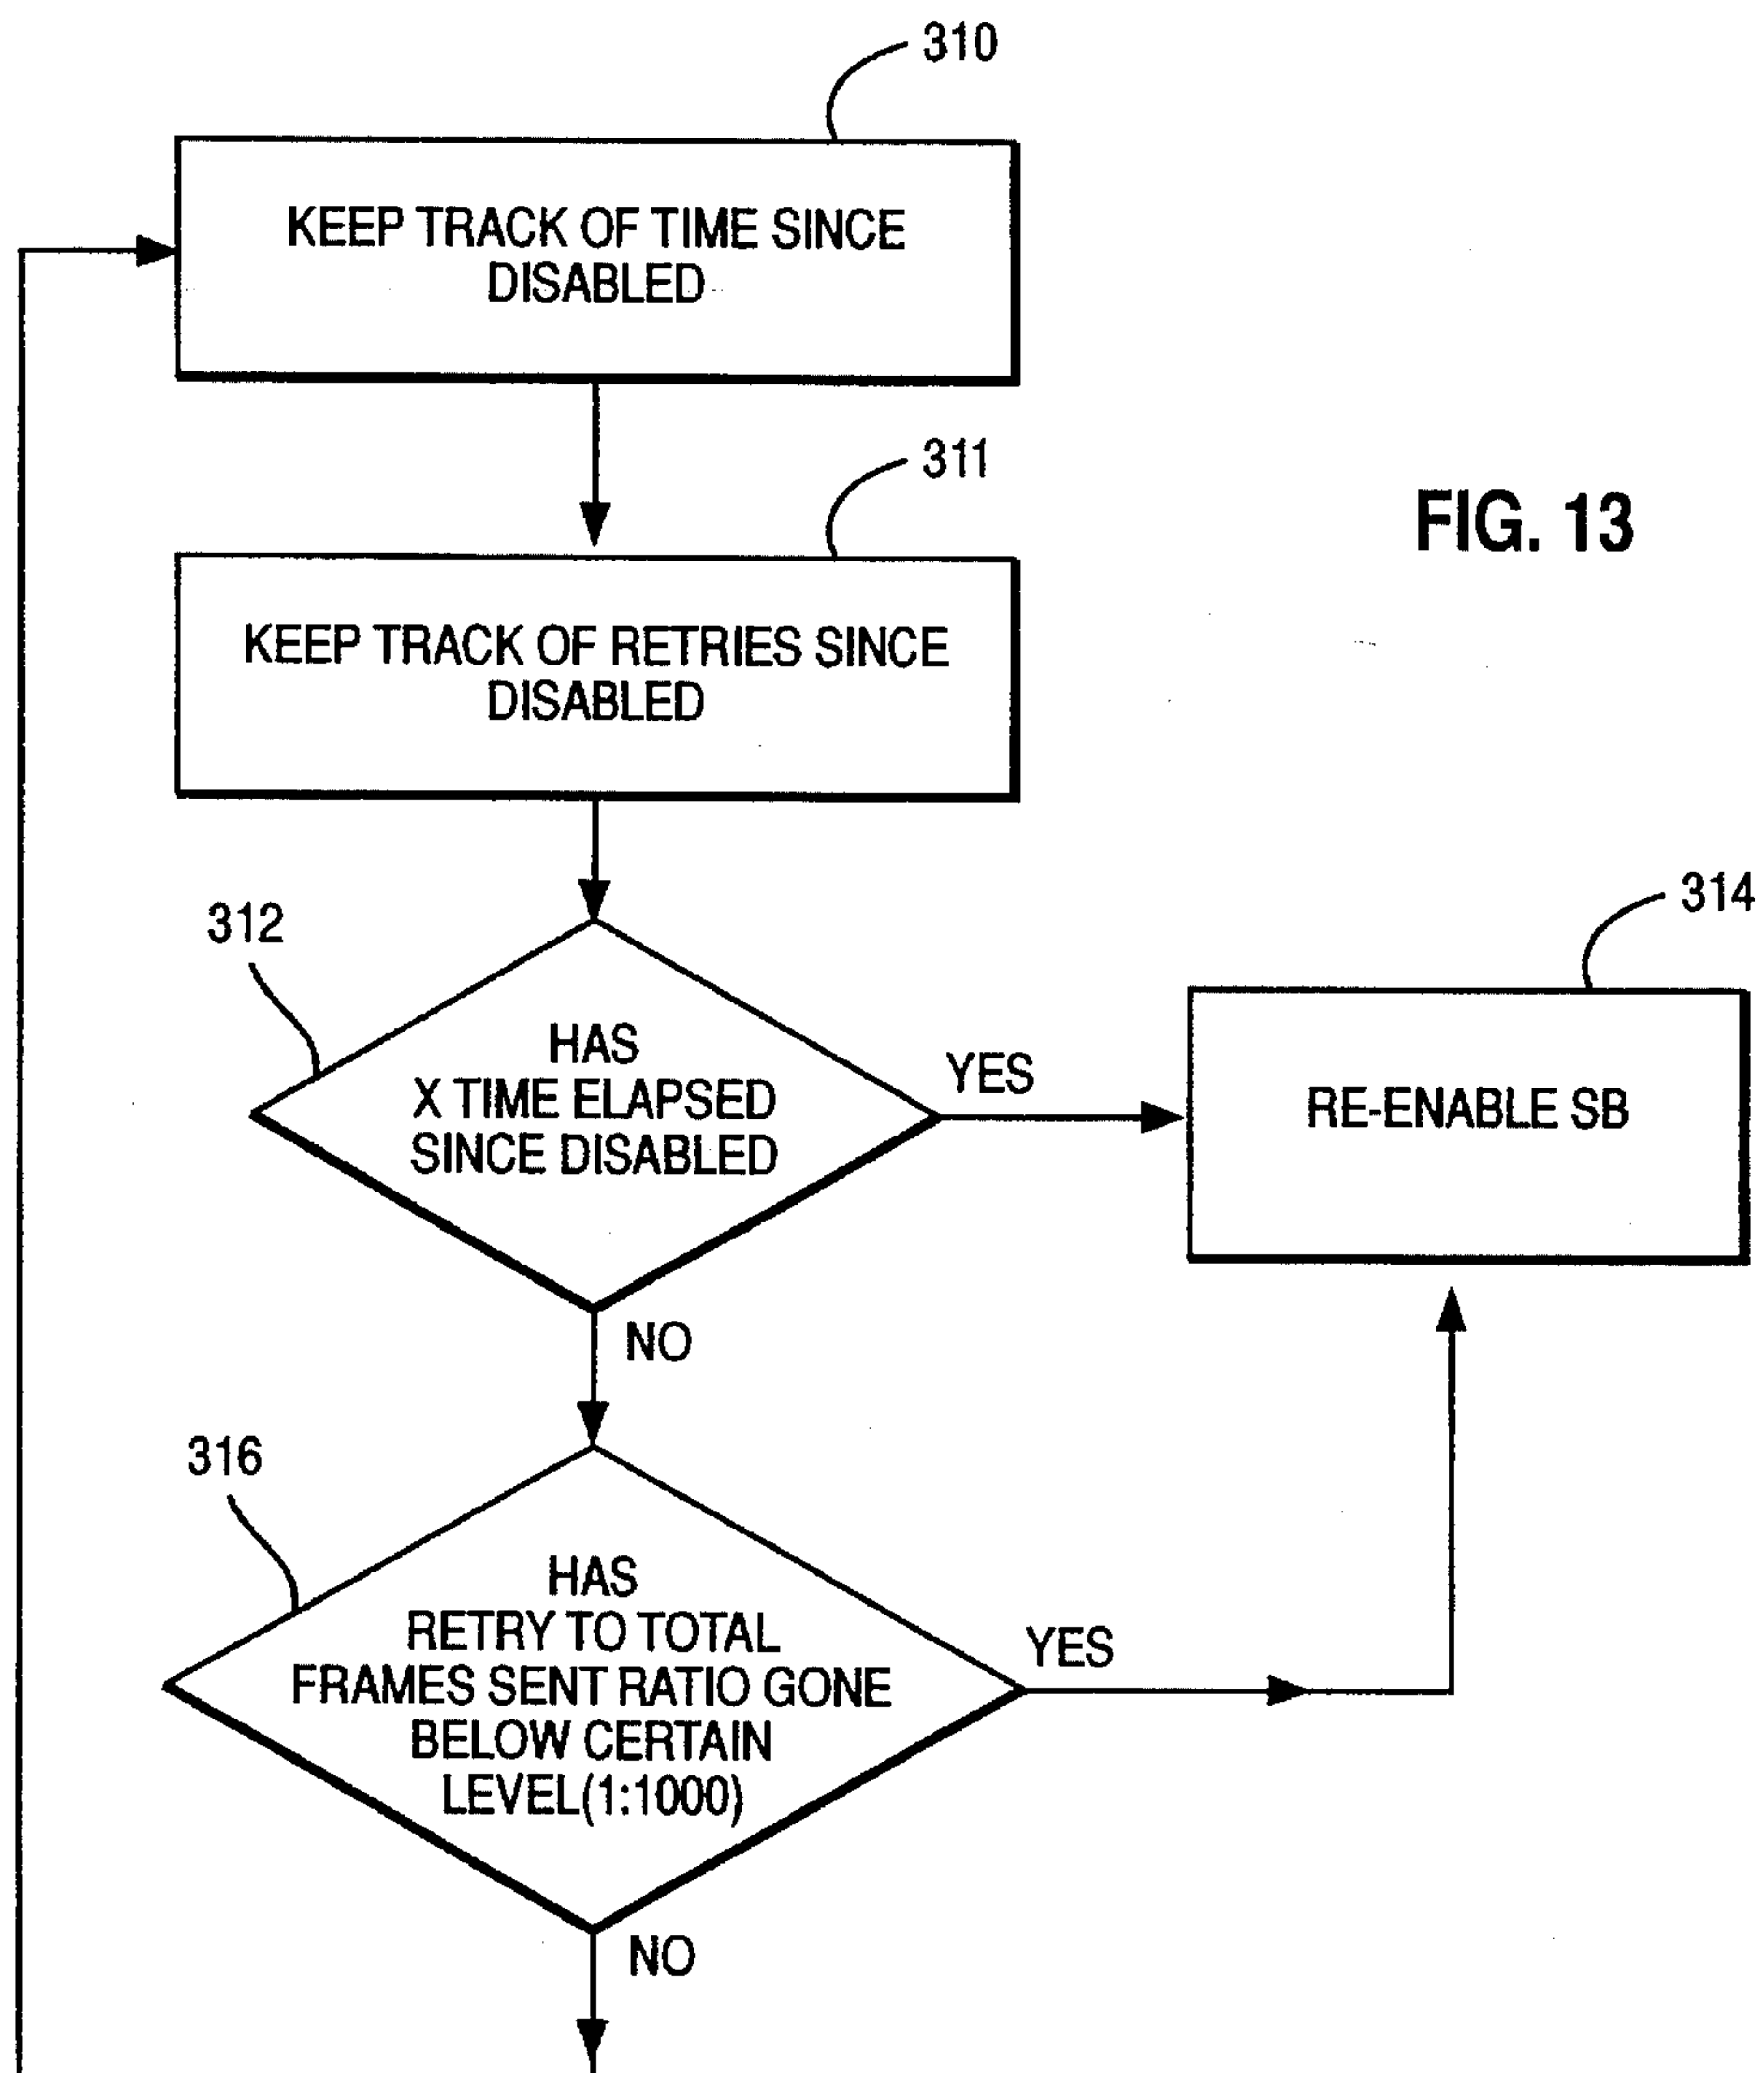 310
KEEP TRACK OF TIME SINCE
DISABLED
311
FIG. 13
KEEP TRACK OF RETRIES SINCE
DISABLED
312
314
HAS
X TIME ELAPSED
SINCE DISABLED
YES
RE-ENABLE SB
NO
316
HAS
RETRY TO TOTAL
FRAMES SENT RATIO GONE
BELOW CERTAIN
LEVEL(1:1000)
YES
NO